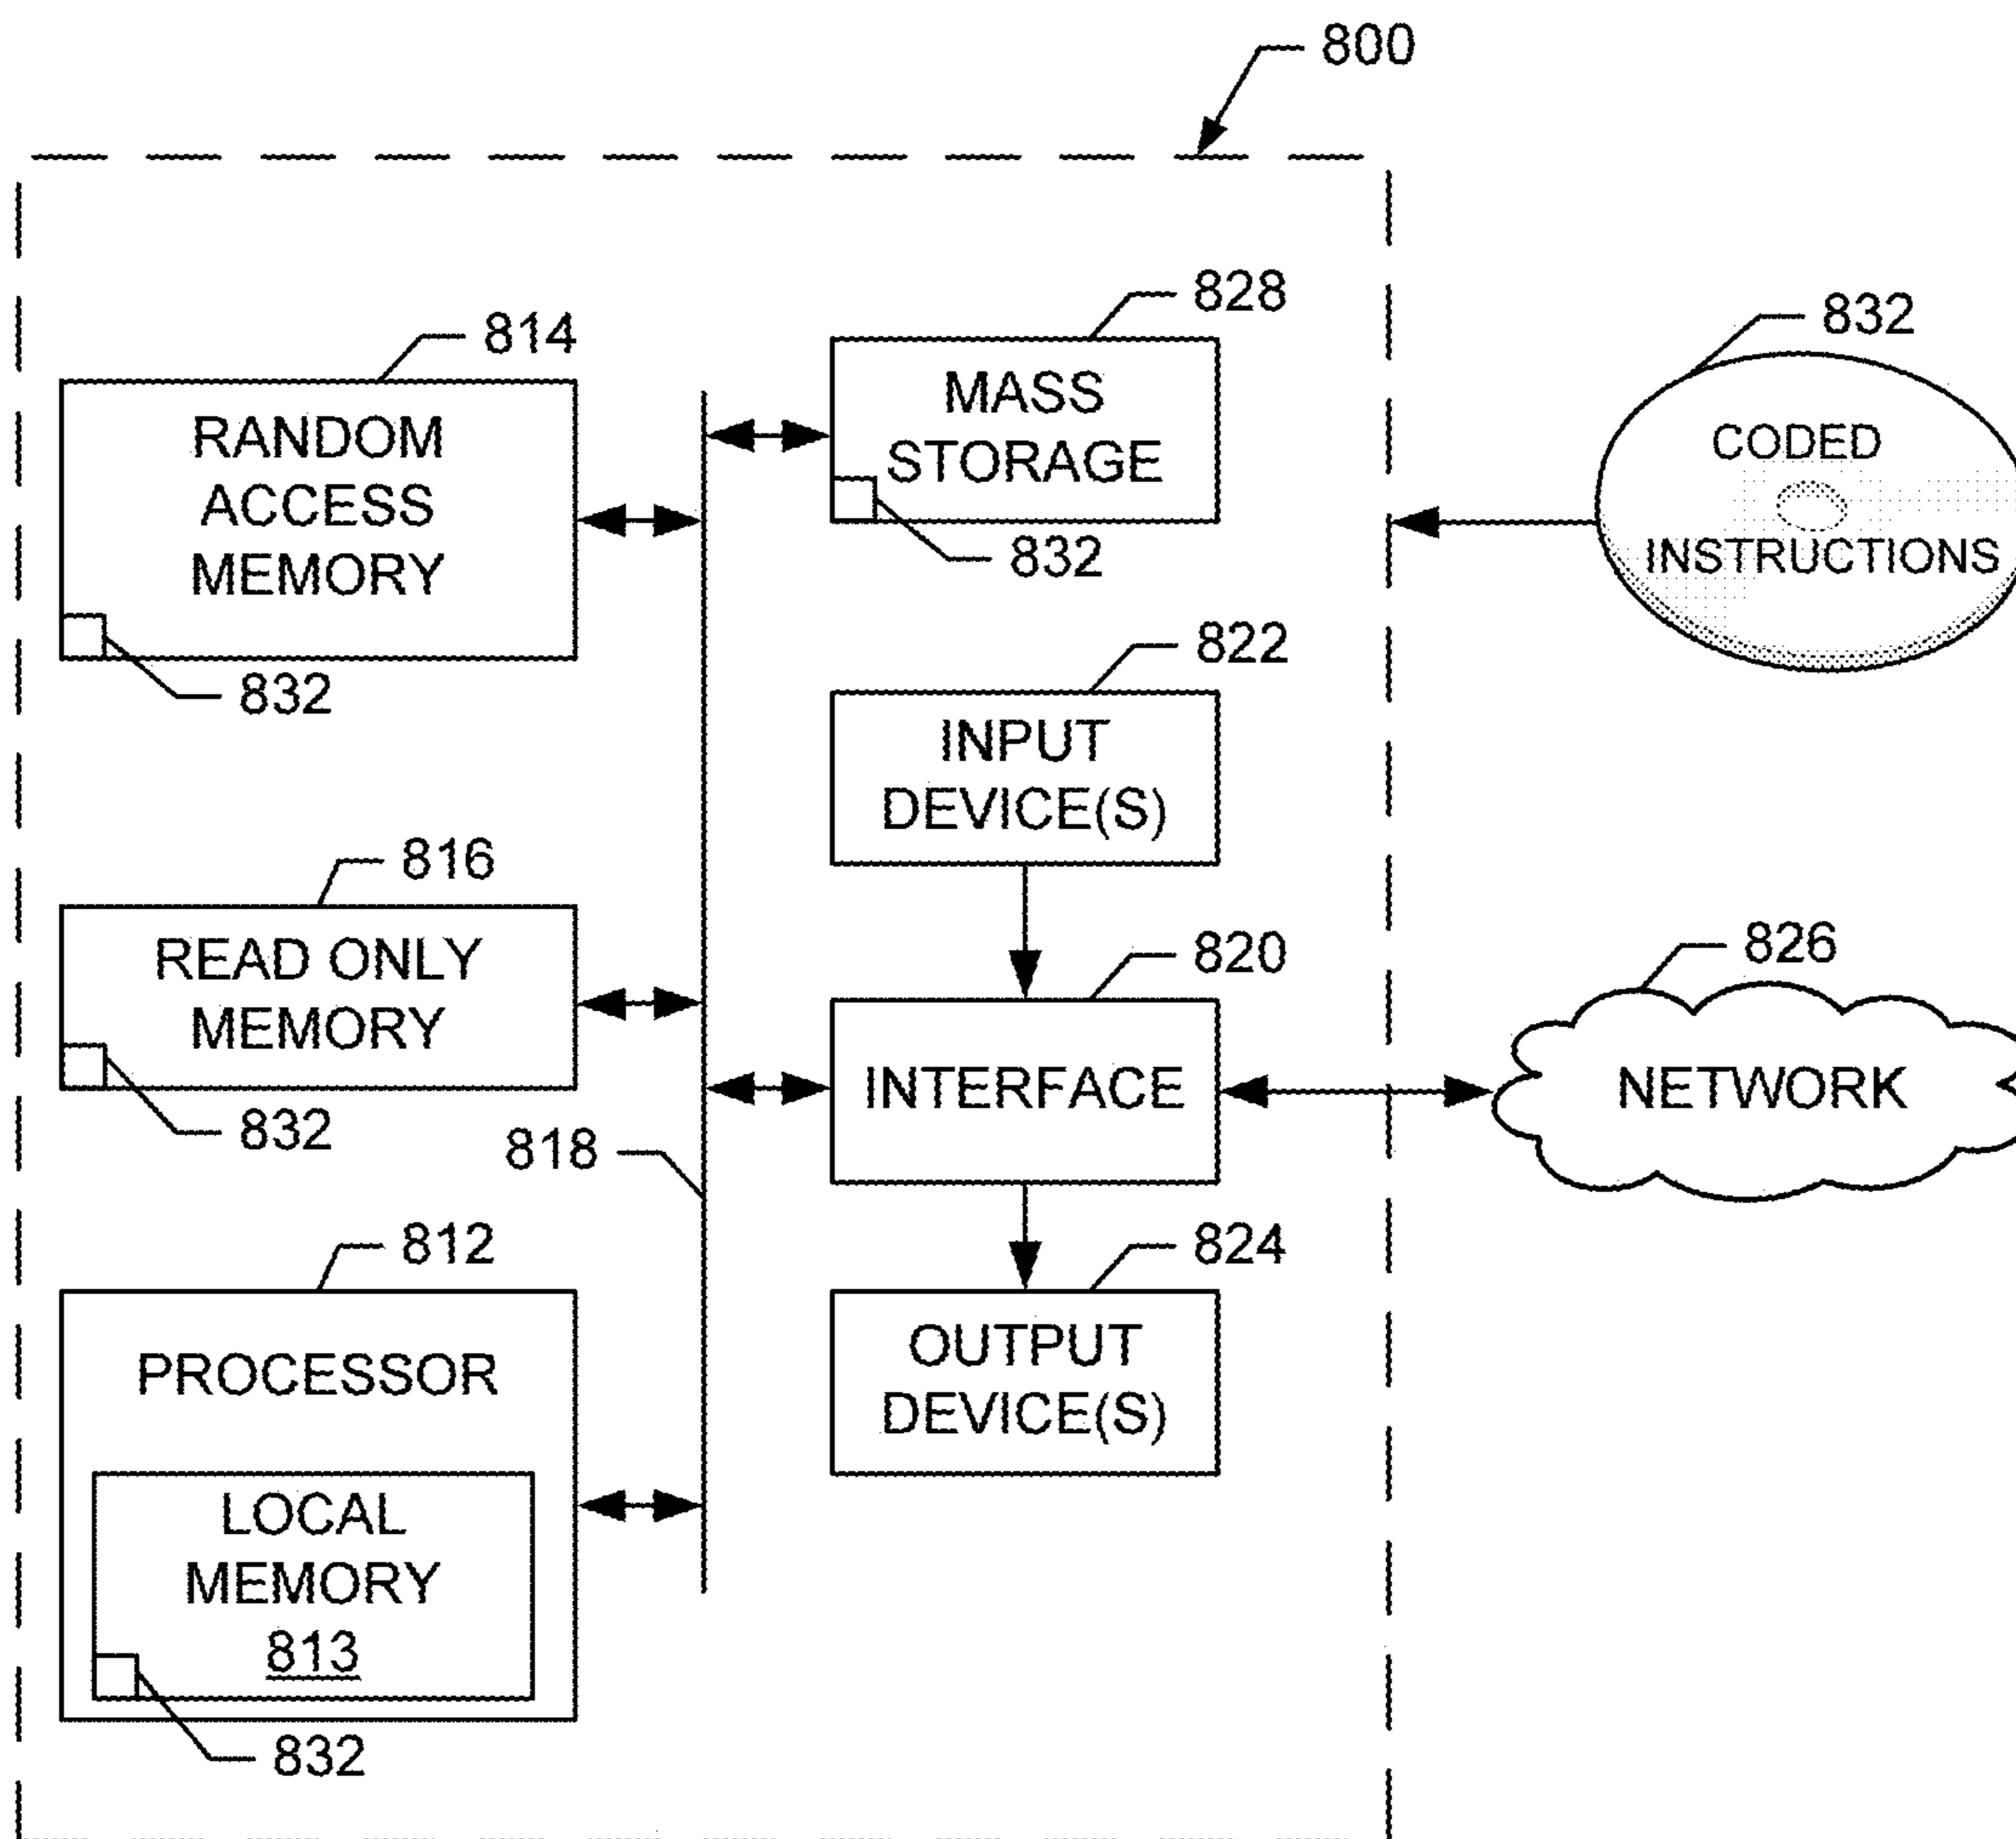 800
814
RANDOM
ACCESS
MEMORY
832
828
MASS
STORAGE
832
832
CODED
INSTRUCTIONS
822
INPUT
DEVICE(S)
816
READ ONLY
MEMORY
832
818
820
INTERFACE
826
NETWORK
812
PROCESSOR
LOCAL
MEMORY
813
832
824
OUTPUT
DEVICE(S)